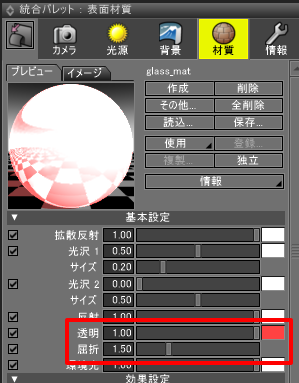 統合パレット : 表面材質
カメラ 光源 背景 材質 情報
プレビュー イメージ glass_mat
作成 削除
その他... 全削除
読込... 保存...
使用 登録...
複製... 独立
情報
基本設定
拡散反射 1.00
光沢 1 0.50
サイズ 0.20
光沢 2 0.00
サイズ 0.50
反射 1.00
透明 1.00
屈折 1.50
環境光 1.00
効果設定